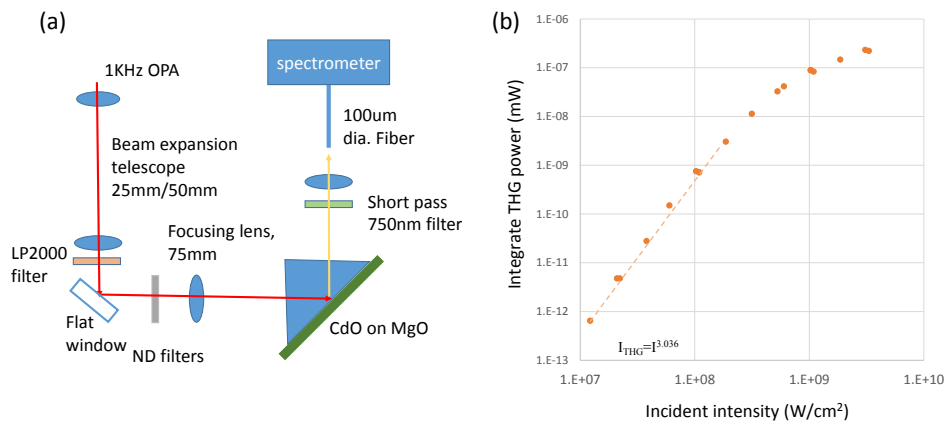 (a)
1KHz OPA
spectrometer
100um
dia. Fiber
Beam expansion
telescope
25mm/50mm
Short pass
750nm filter
Focusing lens,
75mm
LP2000
filter
Flat
window
ND filters
CdO on MgO
(b)
Integrate THG power (mW)
1.E-06
1.E-07
1.E-08
1.E-09
1.E-10
1.E-11
1.E-12
1.E-13
I_THG=I^3.036
1.E+07
1.E+08
1.E+09
1.E+10
Incident intensity (W/cm²)